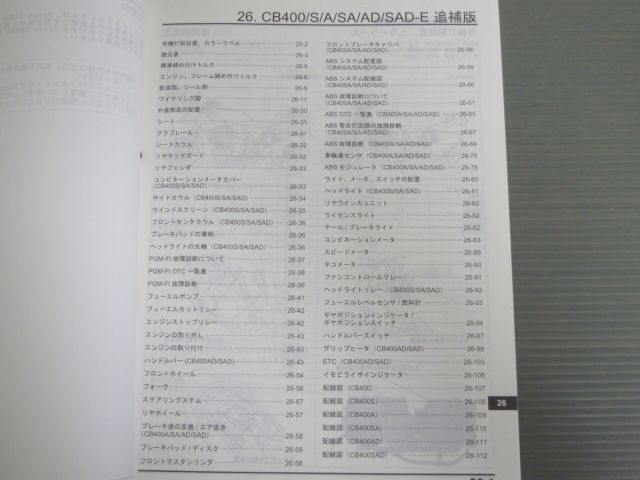 26. CB400/S/A/SA/AD/SAD-E 追補版
号機打刻位置、カラーラベル 26-2
諸元表 26-3
標準締め付けトルク 26-6
エンジン、フレーム締め付けトルク 26-6
給油脂、シール剤 26-9
ワイヤリング図 26-11
外装部品の配置 26-30
シート 26-31
グラブレール 26-31
シートカウル 26-32
リヤマッドガード 26-32
リヤフェンダ 26-33
コンビネーションメータカバー
(CB400S/SA/SAD) 26-33
サイドカウル (CB400S/SA/SAD) 26-34
ウインドスクリーン (CB400S/SA/SAD) 26-35
フロントセンタカウル (CB400S/SA/SAD) 26-35
ブレーキパッドの摩耗 26-36
ヘッドライトの光軸 (CB400S/SA/SAD) 26-36
PGM-FI 故障診断について 26-37
PGM-FI DTC 一覧表 26-38
PGM-FI 故障診断 26-39
フューエルポンプ 26-41
フューエルカットリレー 26-42
エンジンストップリレー 26-42
エンジンの取り外し 26-43
エンジンの取り付け 26-43
ハンドルバー (CB400AD/SAD) 26-43
フロントホイール 26-54
フォーク 26-56
ステアリングステム 26-57
リヤホイール 26-57
ブレーキ液の交換 / エア抜き
(CB400A/SA/AD/SAD) 26-58
ブレーキパッド / ディスク 26-58
フロントマスタシリンダ 26-58
フロントブレーキキャリパ
(CB400A/SA/AD/SAD) 26-58
ABS システム配置図
(CB400A/SA/AD/SAD) 26-59
ABS システム配線図
(CB400A/SA/AD/SAD) 26-60
ABS 故障診断について
(CB400A/SA/AD/SAD) 26-61
ABS DTC 一覧表 (CB400A/SA/AD/SAD) 26-65
ABS 警告灯回路の故障診断
(CB400A/SA/AD/SAD) 26-67
ABS 故障診断 (CB400A/SA/AD/SAD) 26-69
車輪速センサ (CB400A/SA/AD/SAD) 26-76
ABS モジュレータ (CB400A/SA/AD/SAD) 26-78
ライト、メータ、スイッチの配置 26-80
ヘッドライト (CB400S/SA/SAD) 26-81
リヤウインカユニット 26-82
ライセンスライト 26-82
テール / ブレーキライト 26-82
コンビネーションメータ 26-83
スピードメータ 26-89
タコメータ 26-90
ファンコントロールリレー 26-91
ヘッドライトリレー (CB400S/SA/SAD) 26-92
フューエルレベルセンサ / 燃料計 26-93
ギヤポジションインジケータ /
ギヤポジションスイッチ 26-94
ハンドルバースイッチ 26-97
グリップヒータ (CB400AD/SAD) 26-98
ETC (CB400AD/SAD) 26-103
イモビライザインジケータ 26-106
配線図 (CB400) 26-107
配線図 (CB400S) 26-108
配線図 (CB400A) 26-109
配線図 (CB400SA) 26-110
配線図 (CB400AD) 26-111
配線図 (CB400SAD) 26-112
26